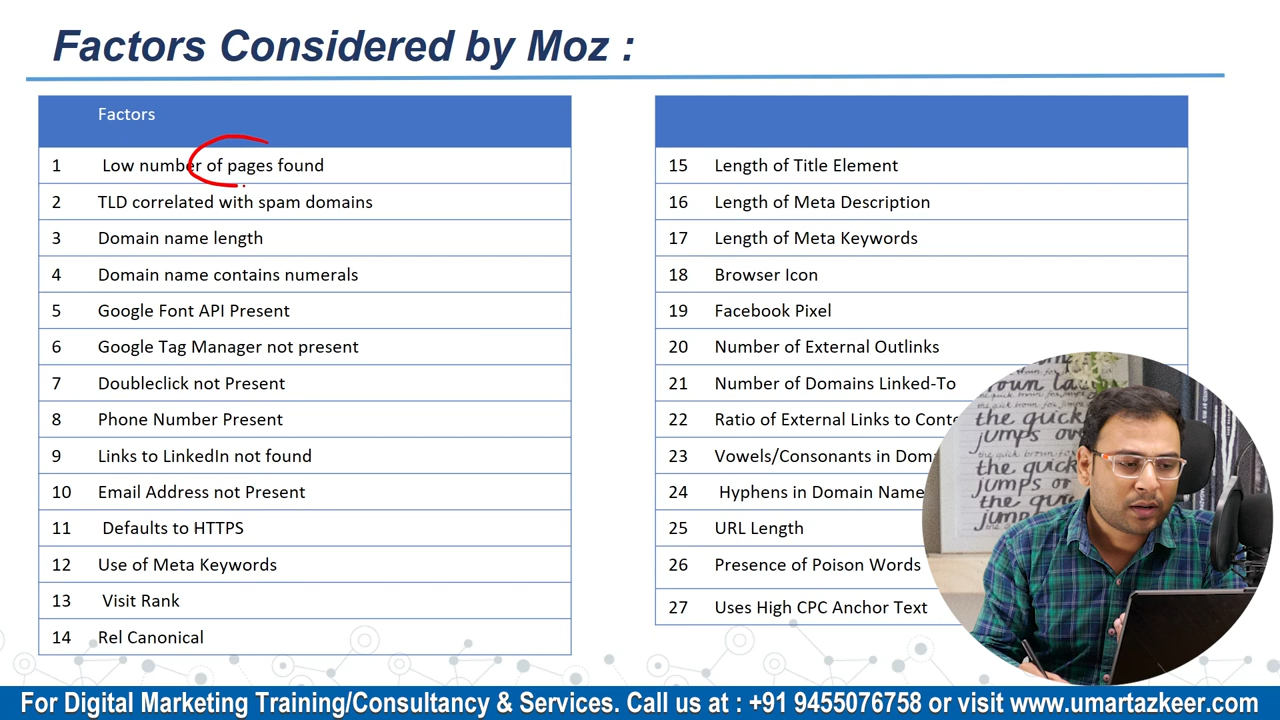 Factors Considered by Moz :
Factors
1 Low number of pages found
2 TLD correlated with spam domains
3 Domain name length
4 Domain name contains numerals
5 Google Font API Present
6 Google Tag Manager not present
7 Doubleclick not Present
8 Phone Number Present
9 Links to LinkedIn not found
10 Email Address not Present
11 Defaults to HTTPS
12 Use of Meta Keywords
13 Visit Rank
14 Rel Canonical
15 Length of Title Element
16 Length of Meta Description
17 Length of Meta Keywords
18 Browser Icon
19 Facebook Pixel
20 Number of External Outlinks
21 Number of Domains Linked-To
22 Ratio of External Links to
23 Vowels/Consonants in
24 Hyphens in Domain Name
25 URL Length
26 Presence of Poison Words
27 Uses High CPC Anchor Text
the quick
jumps
the quick
For Digital Marketing Training/Consultancy & Services. Call us at : +91 9455076758 or visit www.umartazkeer.com